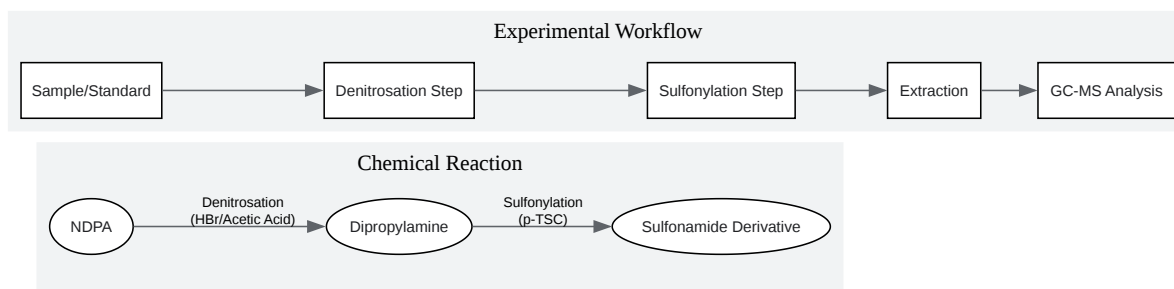 Experimental Workflow
Sample/Standard
Denitrosation Step
Sulfonylation Step
Extraction
GC-MS Analysis
Chemical Reaction
NDPA
Denitrosation
(HBr/Acetic Acid)
Dipropylamine
Sulfonylation
(p-TSC)
Sulfonamide Derivative